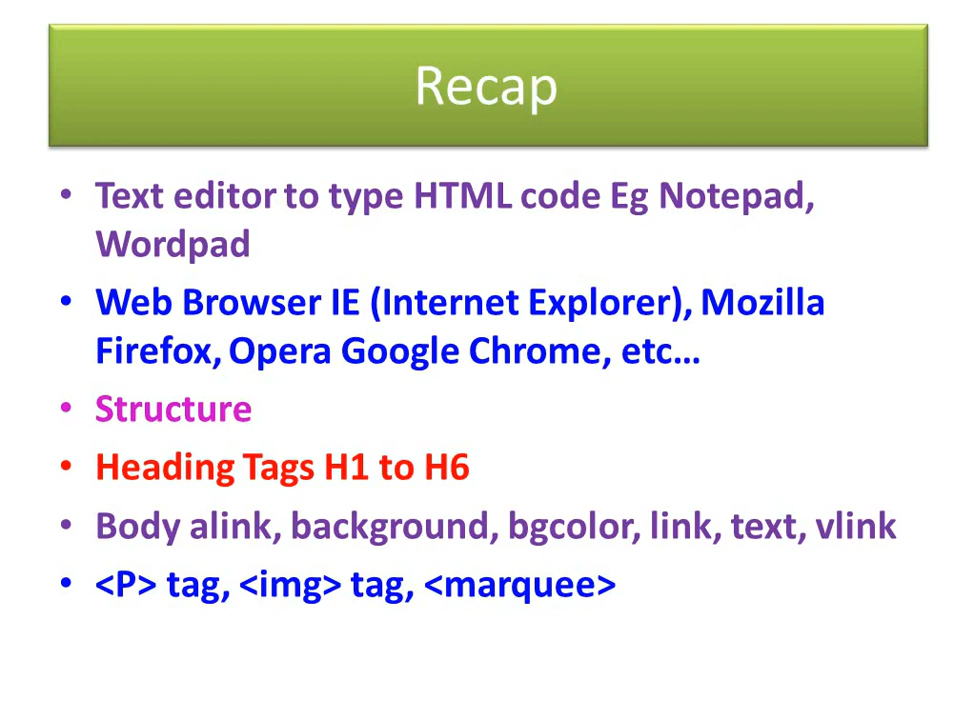 Recap
• Text editor to type HTML code Eg Notepad,
Wordpad
• Web Browser IE (Internet Explorer), Mozilla
Firefox, Opera Google Chrome, etc…
• Structure
• Heading Tags H1 to H6
• Body alink, background, bgcolor, link, text, vlink
• <P> tag, <img> tag, <marquee>